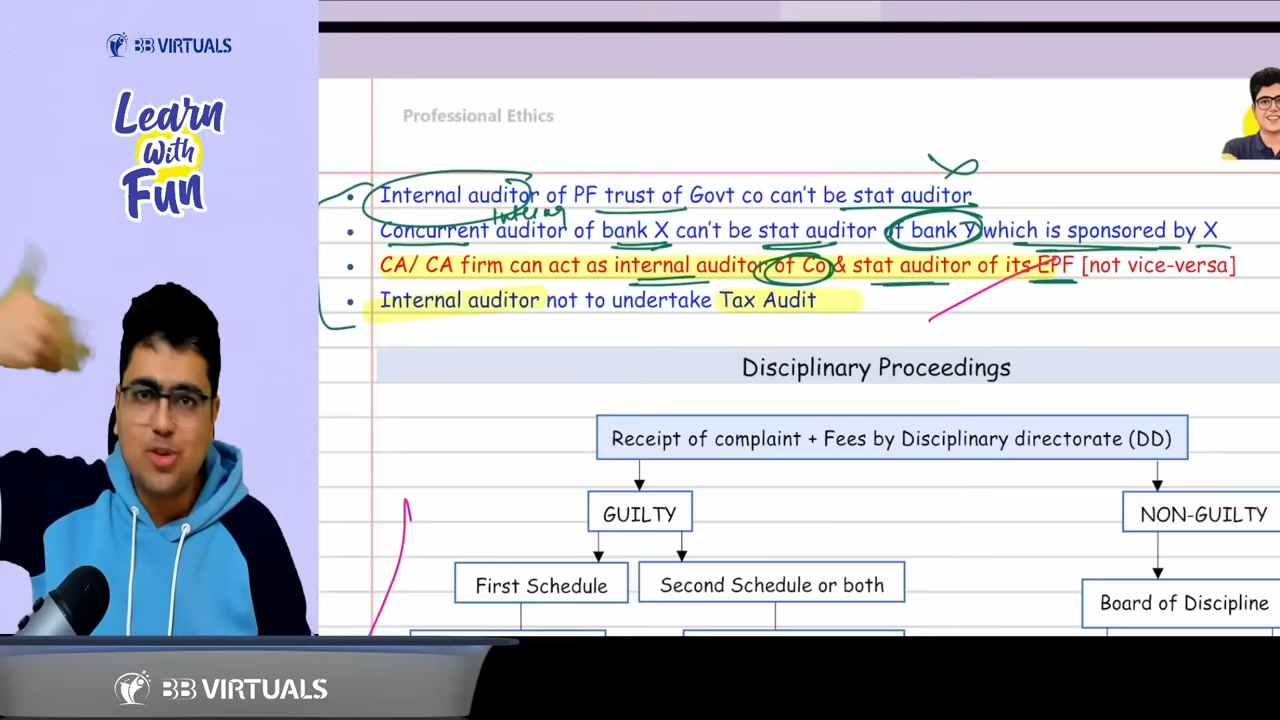 BB VIRTUALS
Learn
With
Fun
Professional Ethics
• Internal auditor of PF trust of Govt co can't be stat auditor
Internal
• Concurrent auditor of bank X can't be stat auditor of bank Y which is sponsored by X
• CA/ CA firm can act as internal auditor of Co & stat auditor of its EPF [not vice-versa]
• Internal auditor not to undertake Tax Audit
Disciplinary Proceedings
Receipt of complaint + Fees by Disciplinary directorate (DD)
GUILTY
NON-GUILTY
First Schedule
Second Schedule or both
Board of Discipline
BB VIRTUALS